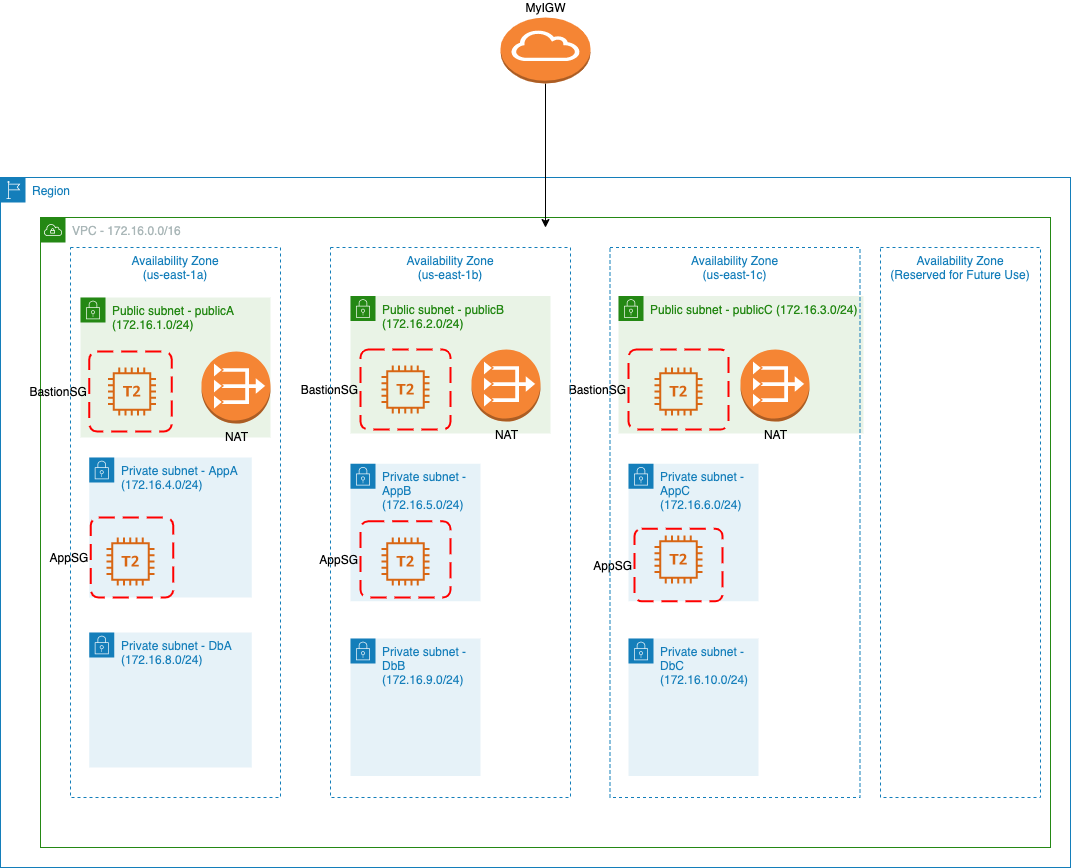 MyIGW
Region
VPC - 172.16.0.0/16
Availability Zone
(us-east-1a)
Public subnet - publicA
(172.16.1.0/24)
BastionSG
T2
NAT
Private subnet - AppA
(172.16.4.0/24)
AppSG
T2
Private subnet - DbA
(172.16.8.0/24)
Availability Zone
(us-east-1b)
Public subnet - publicB
(172.16.2.0/24)
BastionSG
T2
NAT
Private subnet -
AppB
(172.16.5.0/24)
AppSG
T2
Private subnet -
DbB
(172.16.9.0/24)
Availability Zone
(us-east-1c)
Public subnet - publicC (172.16.3.0/24)
BastionSG
T2
NAT
Private subnet -
AppC
(172.16.6.0/24)
AppSG
T2
Private subnet -
DbC
(172.16.10.0/24)
Availability Zone
(Reserved for Future Use)